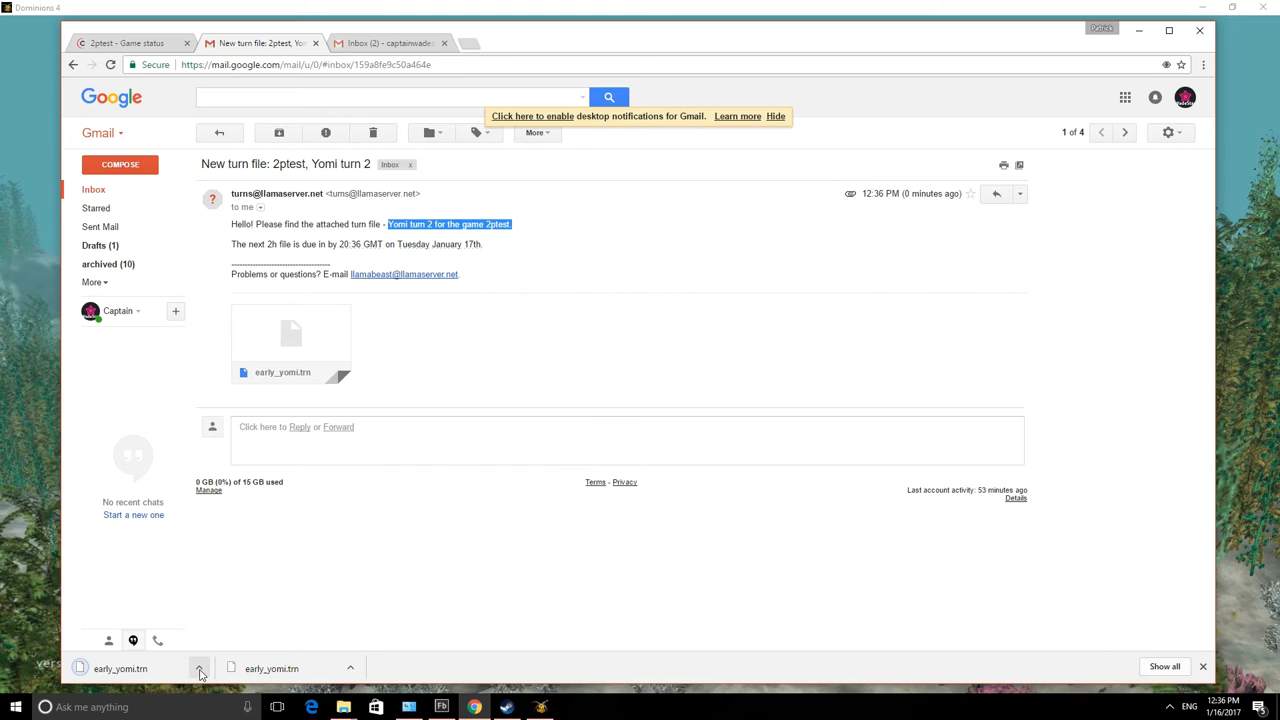 Dominions 4
Patrick
2ptest - Game status
New turn file: 2ptest, Yo
Inbox (2) - captainwade
Secure
https://mail.google.com/mail/u/0/#inbox/159a8fe9c50a464e
Google
Click here to enable desktop notifications for Gmail. Learn more Hide
Gmail
More
1 of 4
COMPOSE
New turn file: 2ptest, Yomi turn 2
Inbox x
Inbox
turns@llamaserver.net <turns@llamaserver.net>
12:36 PM (0 minutes ago)
to me
Starred
Sent Mail
Hello! Please find the attached turn file - Yomi turn 2 for the game 2ptest.
Drafts (1)
The next 2h file is due in by 20:36 GMT on Tuesday January 17th.
archived (10)
------------------------------------
Problems or questions? E-mail llamabeast@llamaserver.net.
More
Captain
early_yomi.trn
Click here to Reply or Forward
0 GB (0%) of 15 GB used
Manage
Terms - Privacy
Last account activity: 53 minutes ago
Details
No recent chats
Start a new one
vers
early_yomi.trn
early_yomi.trn
Show all
Ask me anything
ENG
12:36 PM
1/16/2017